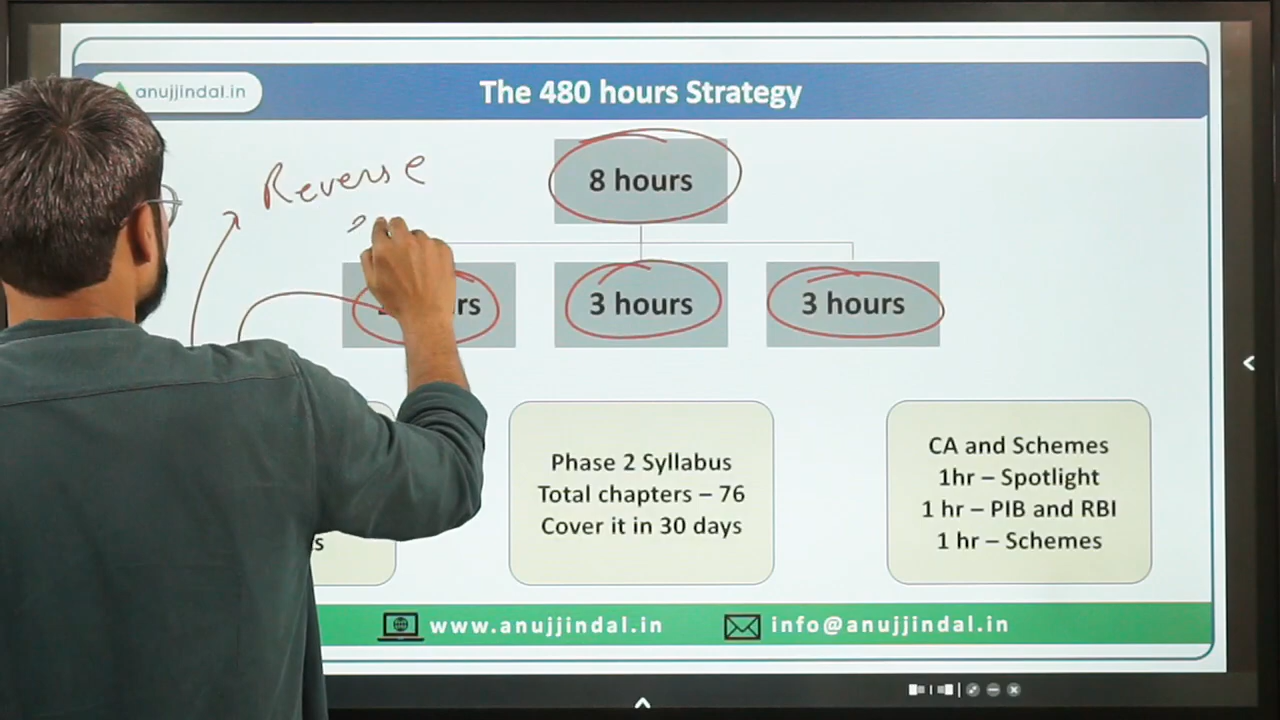 anujjindal.in
The 480 hours Strategy
Reverse
8 hours
3 hours
3 hours
Phase 2 Syllabus
Total chapters – 76
Cover it in 30 days
CA and Schemes
1hr – Spotlight
1 hr – PIB and RBI
1 hr – Schemes
www.anujjindal.in
info@anujjindal.in